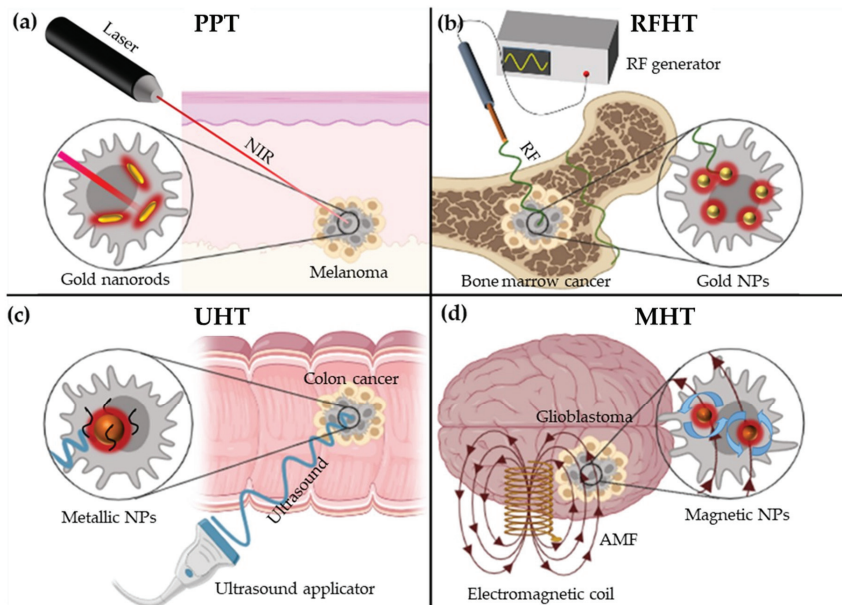 (a)
PPT
Laser
NIR
Gold nanorods
Melanoma
(b)
RFHT
RF generator
RF
Bone marrow cancer
Gold NPs
(c)
UHT
Colon cancer
Ultrasound
Metallic NPs
Ultrasound applicator
(d)
MHT
Glioblastoma
Magnetic NPs
AMF
Electromagnetic coil